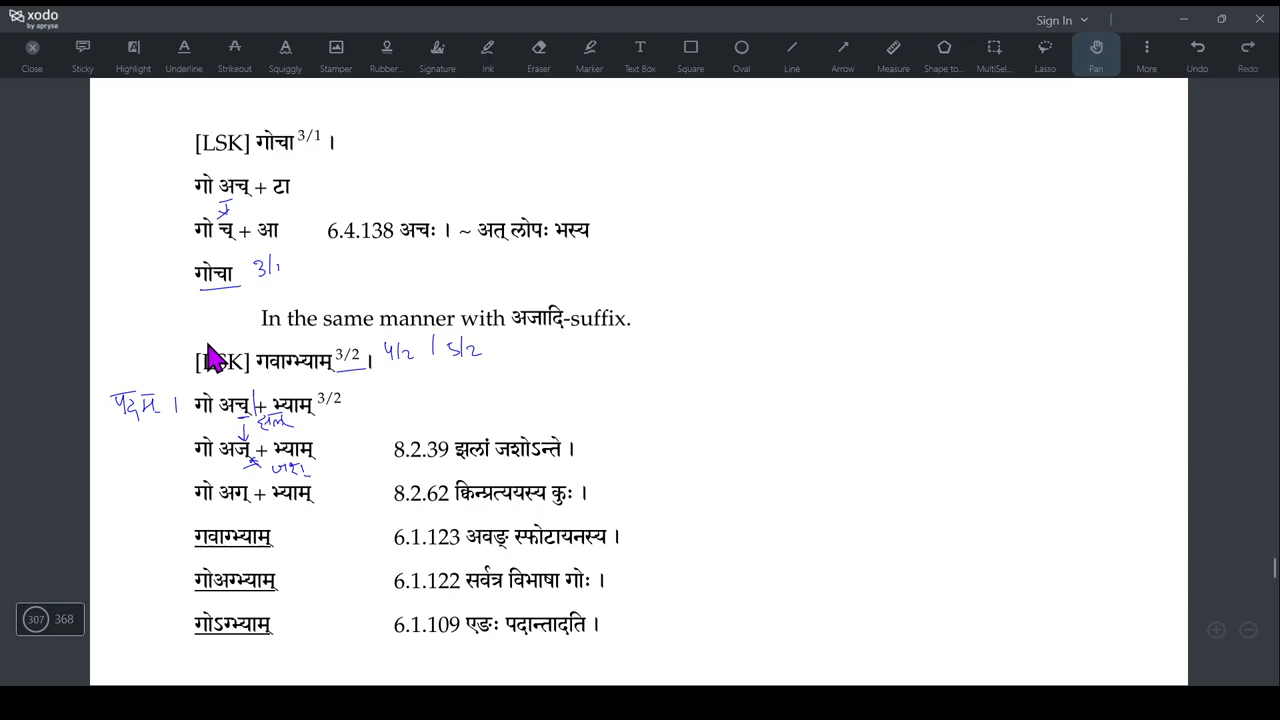 xodo
by apryse
Sign In
Close Sticky Highlight Underline Strikeout Squiggly Stamper Rubber... Signature Ink Eraser Marker Text Box Square Oval Line Arrow Measure Shape to... MultiSel... Lasso Pan More Undo Redo
[LSK] गोचा 3/1 ।
गो अच् + टा
गो च् + आ 6.4.138 अचः । ~ अत् लोपः भस्य
गोचा 3/1
In the same manner with अजादि-suffix.
[LSK] गवाग्भ्याम् 3/2 । 4/2 | 5/2
पदम् । गो अच् + भ्याम् 3/2
झल्
गो अज् + भ्याम् 8.2.39 झलां जशोऽन्ते ।
जश्
गो अग् + भ्याम् 8.2.62 क्विन्प्रत्ययस्य कुः ।
गवाग्भ्याम् 6.1.123 अवङ् स्फोटायनस्य ।
गोअग्भ्याम् 6.1.122 सर्वत्र विभाषा गोः ।
307 368
गोऽग्भ्याम् 6.1.109 एङः पदान्तादति ।